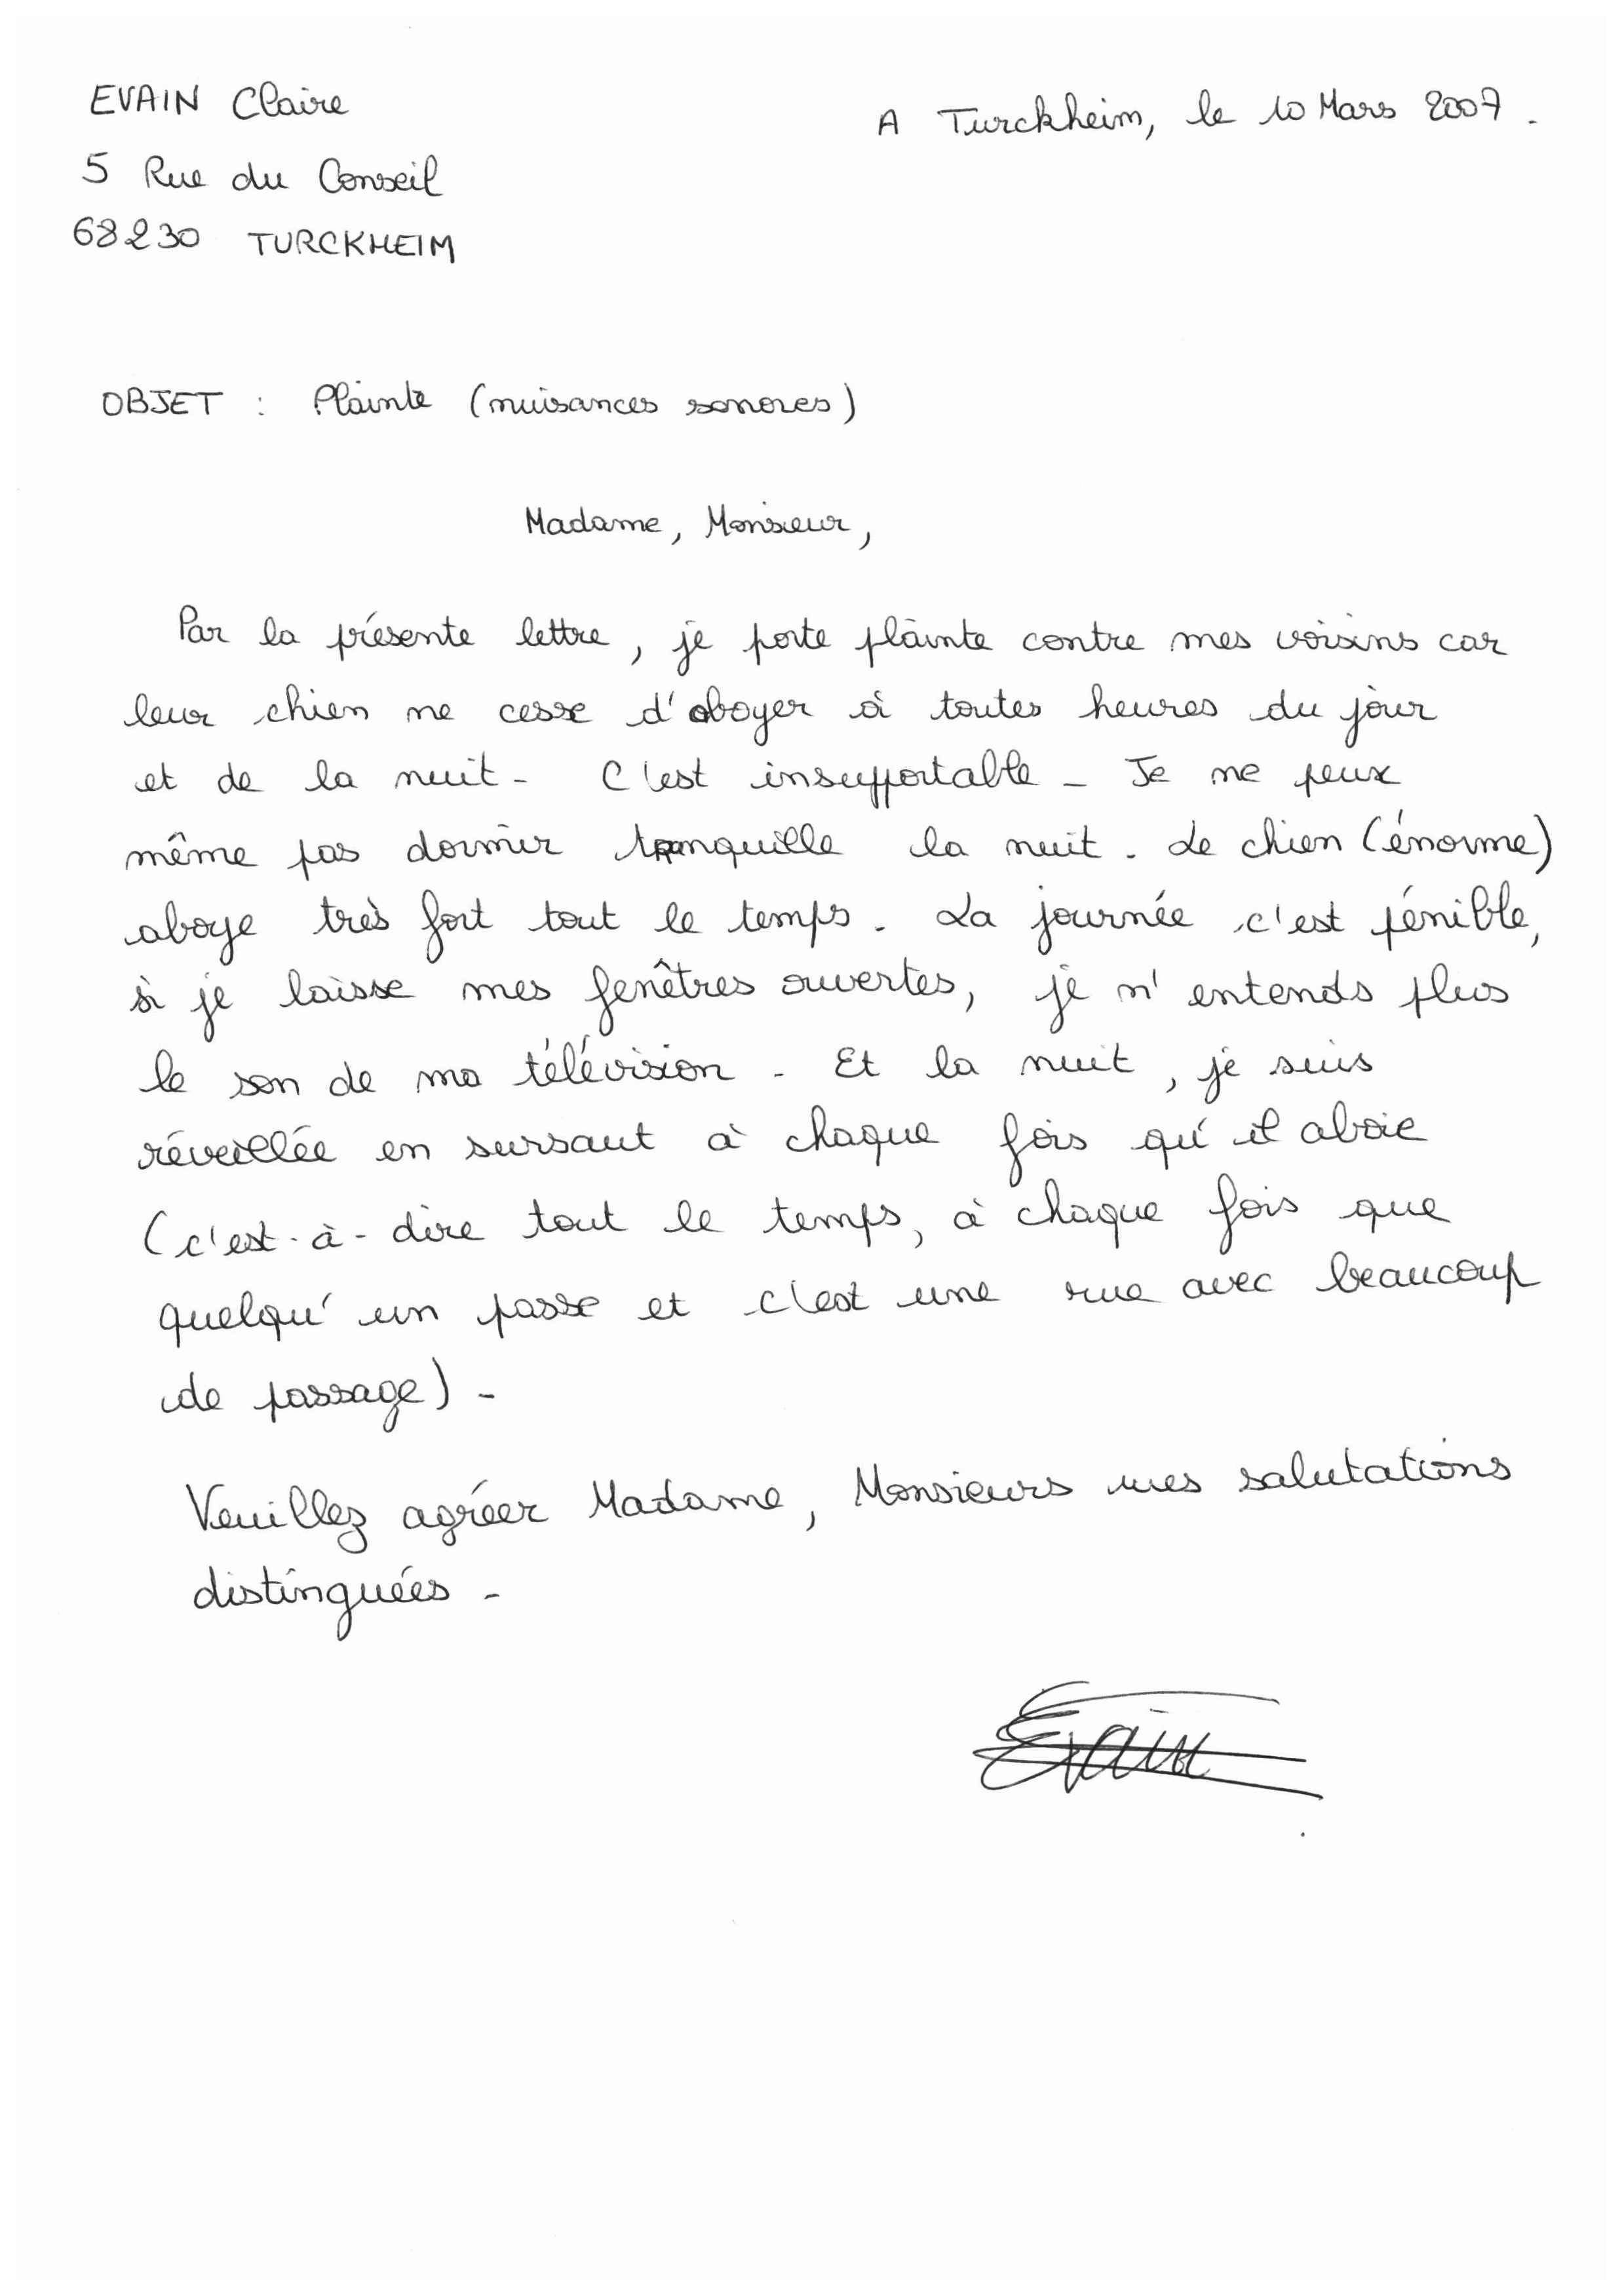 EVAIN Claire
A Turckheim, le 10 Mars 2007.
5 Rue du Conseil
68230 TURCKHEIM
OBJET : Plainte (nuisances sonores)
Madame, Monsieur,
Par la présente lettre, je porte plainte contre mes voisins car
leur chien ne cesse d'aboyer à toutes heures du jour
et de la nuit. C'est insupportable. Je ne peux
même pas dormir tranquille la nuit. Le chien (énorme)
aboye très fort tout le temps. La journée c'est pénible,
si je laisse mes fenêtres ouvertes, je n'entends plus
le son de ma télévision. Et la nuit, je suis
réveillée en sursaut à chaque fois qu'il aboie
(c'est-à-dire tout le temps, à chaque fois que
quelqu'un passe et c'est une rue avec beaucoup
de passage).
Veuillez agréer Madame, Monsieurs mes salutations
distinguées.
Evain